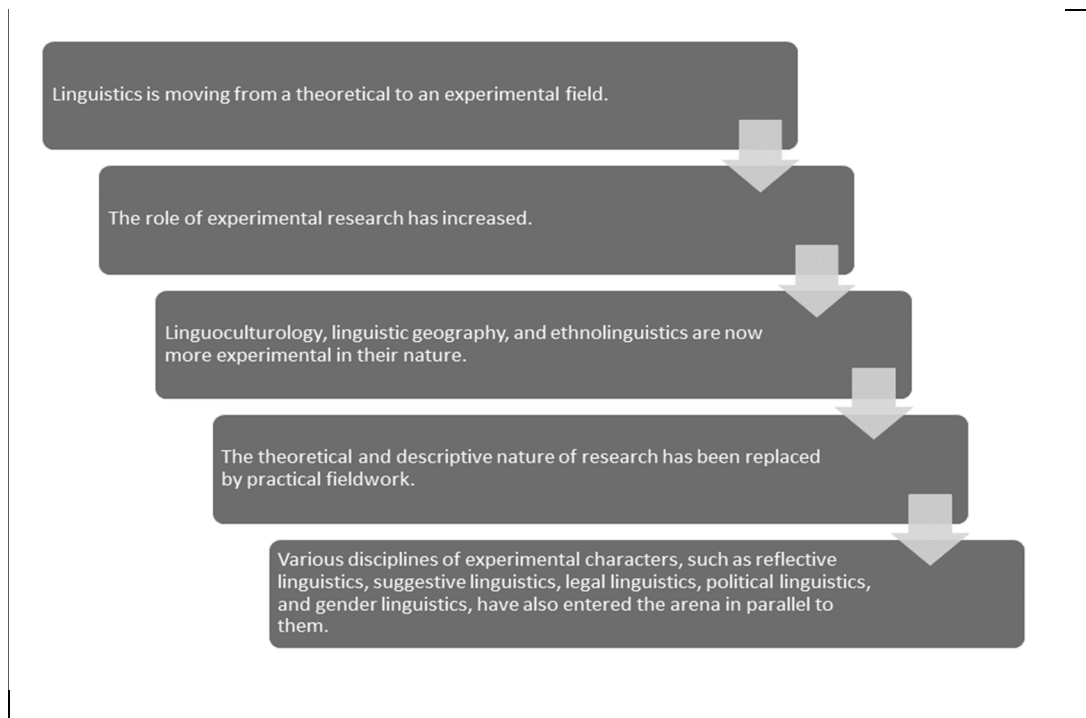 Linguistics is moving from a theoretical to an experimental field.
The role of experimental research has increased.
Linguoculturology, linguistic geography, and ethnolinguistics are now
more experimental in their nature.
The theoretical and descriptive nature of research has been replaced
by practical fieldwork.
Various disciplines of experimental characters, such as reflective
linguistics, suggestive linguistics, legal linguistics, political linguistics,
and gender linguistics, have also entered the arena in parallel to
them.